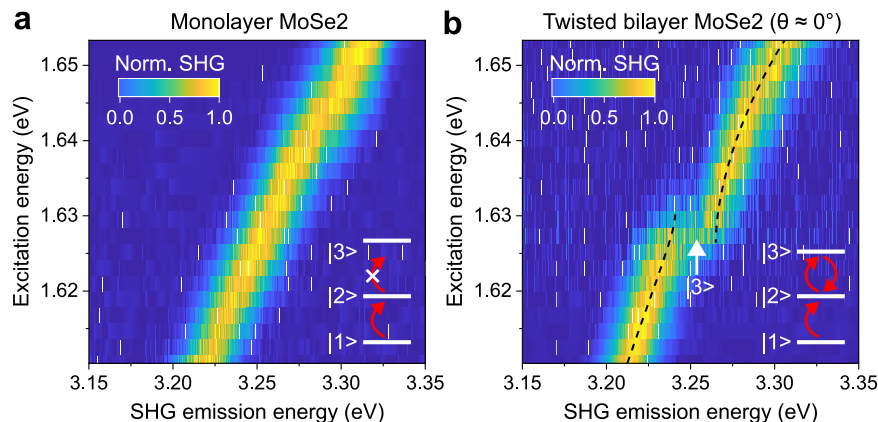 a
Monolayer MoSe2
Norm. SHG
0.0 0.5 1.0
Excitation energy (eV)
1.65
1.64
1.63
1.62
|3>
|2>
|1>
3.15 3.20 3.25 3.30 3.35
SHG emission energy (eV)
b
Twisted bilayer MoSe2 (θ ≈ 0°)
Norm. SHG
0.0 0.5 1.0
Excitation energy (eV)
1.65
1.64
1.63
1.62
|3>
|3>
|2>
|1>
3.15 3.20 3.25 3.30 3.35
SHG emission energy (eV)